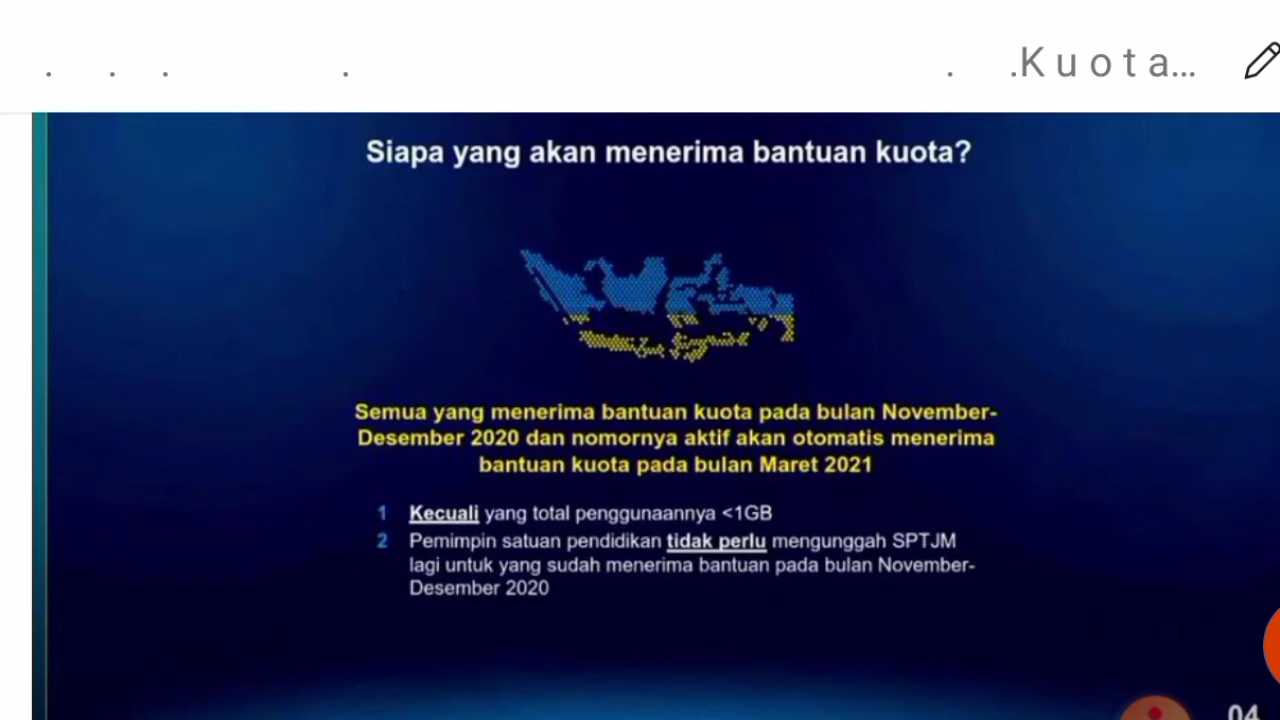 . . . . . .K u o t a...
Siapa yang akan menerima bantuan kuota?
Semua yang menerima bantuan kuota pada bulan November-
Desember 2020 dan nomornya aktif akan otomatis menerima
bantuan kuota pada bulan Maret 2021
1 Kecuali yang total penggunaannya <1GB
2 Pemimpin satuan pendidikan tidak perlu mengunggah SPTJM
lagi untuk yang sudah menerima bantuan pada bulan November-
Desember 2020
04